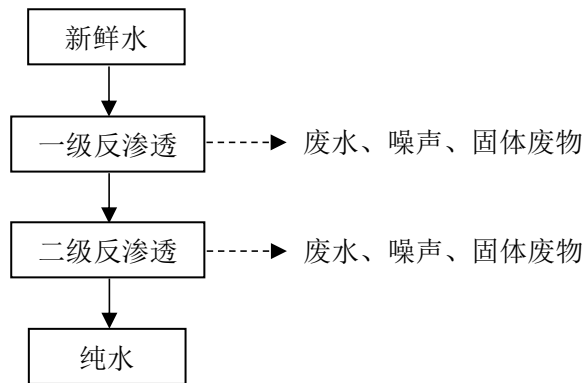 新鲜水
一级反渗透
废水、噪声、固体废物
二级反渗透
废水、噪声、固体废物
纯水